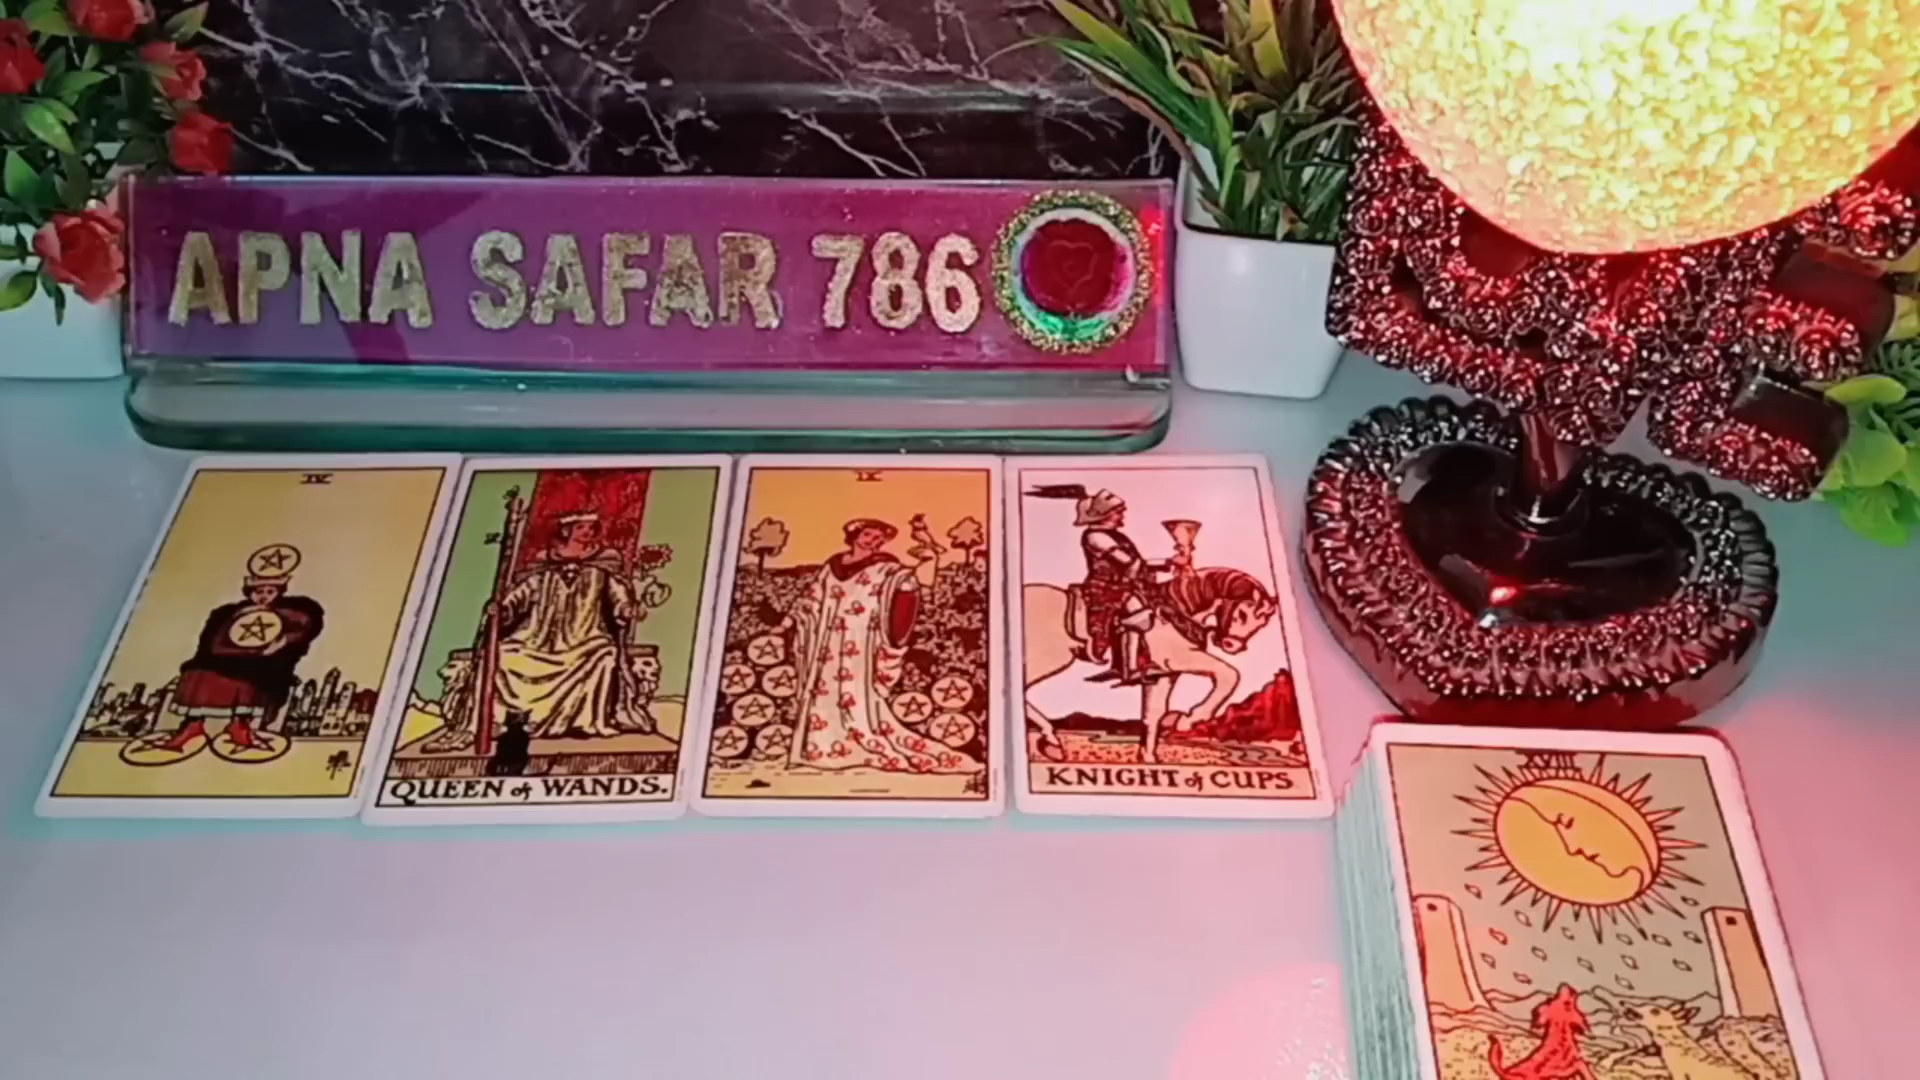 APNA SAFAR 786
IV
QUEEN of WANDS.
IX
KNIGHT of CUPS
XVIII